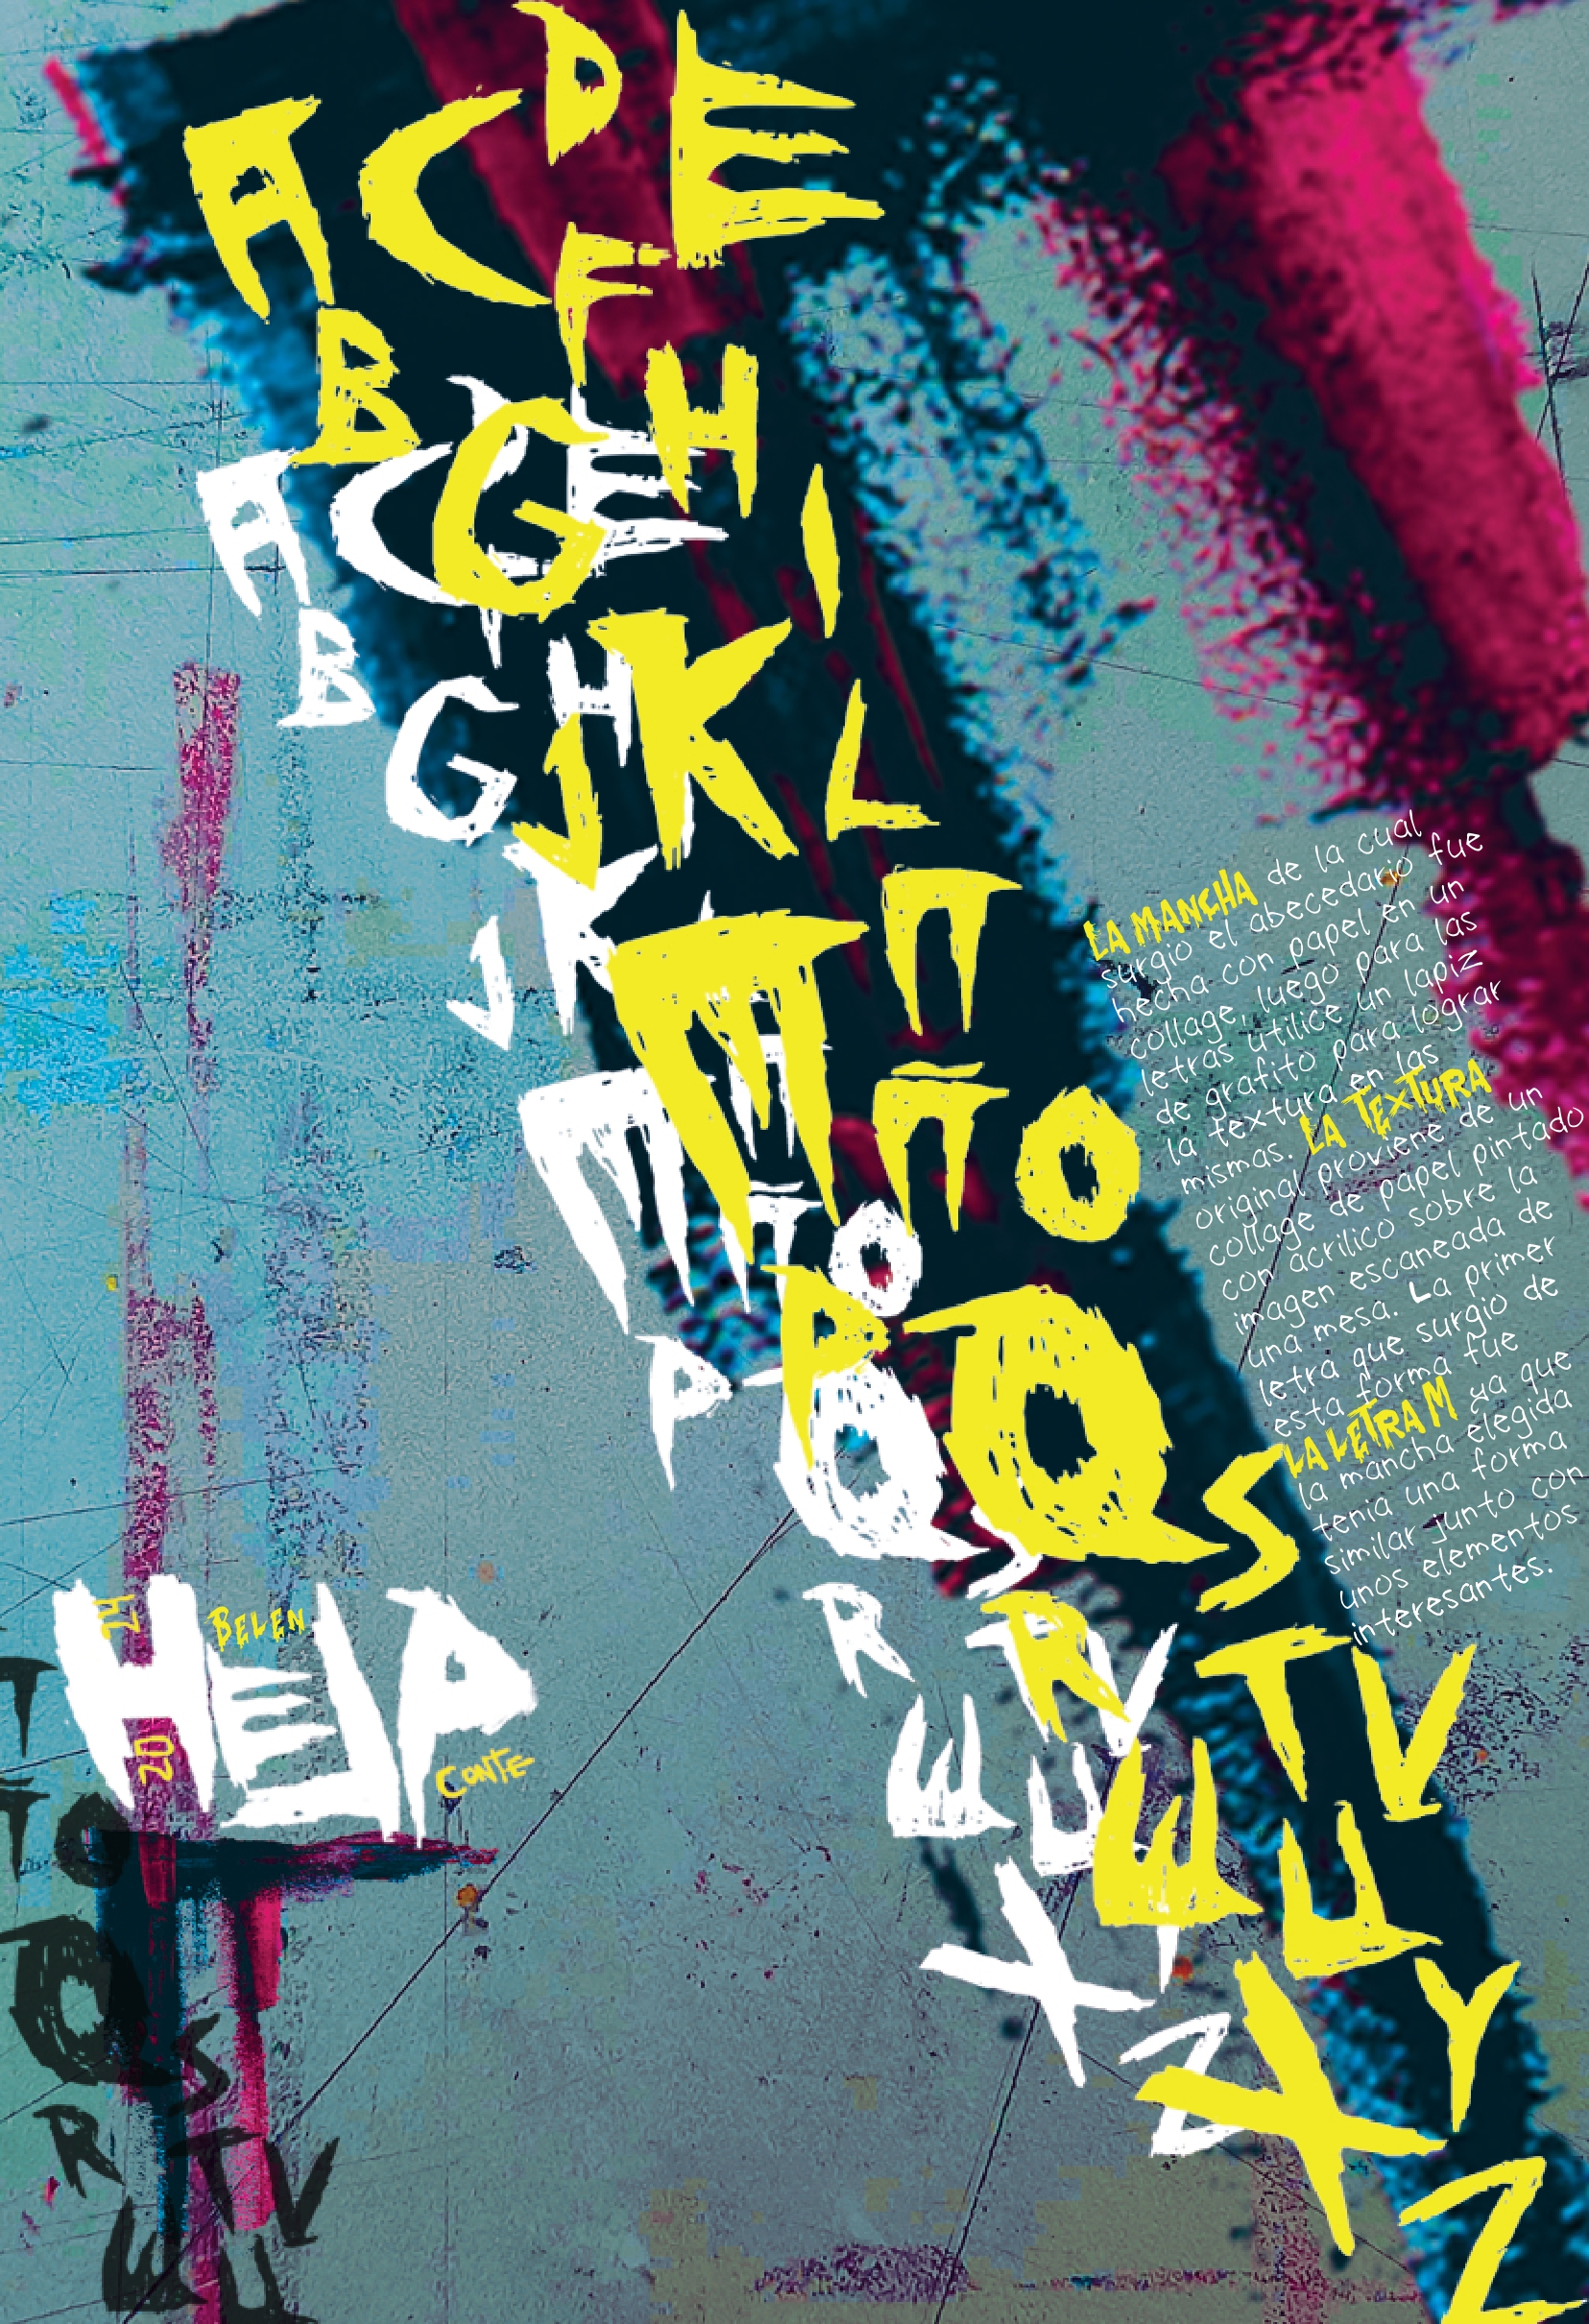 A C D E
F
B G H I
J K L
M N
Ñ O
P Q S
R T V
W U
X Y
Z
A C D E
F
B
G H I
J K L
M N
Ñ O
P Q S
R T V
W U
X Y
Z
LA MANCHA de la cual
surgio el abecedario fue
hecha con papel en un
collage, luego para las
letras utilice un lapiz
de grafito para lograr
la textura en las
mismas. LA TEXTURA
original proviene de un
collage de papel pintado
con acrilico sobre la
imagen escaneada de
una mesa. La primer
letra que surgio de
esta forma fue
LA LETRA M ya que
la mancha elegida
tenia una forma
similar junto con
unos elementos
interesantes.
BELEN
HELP
20
CONTE
T
Ñ O
Q S
R T V
W U